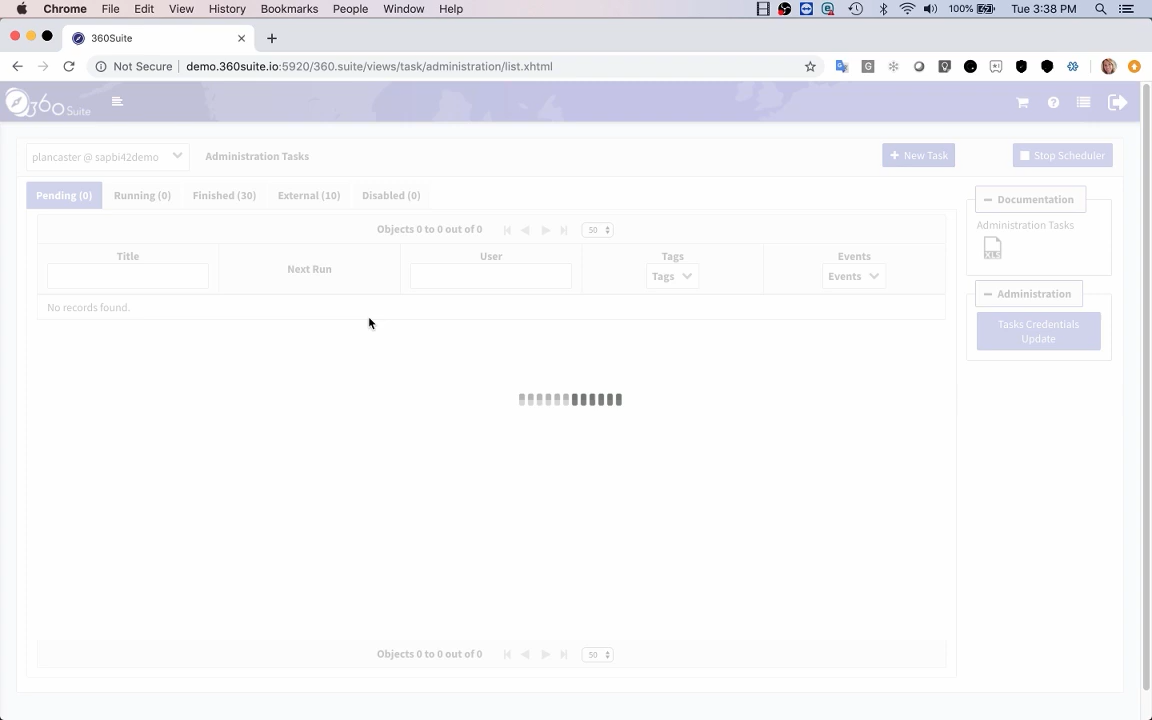 Chrome File Edit View History Bookmarks People Window Help 100% Tue 3:38 PM
360Suite
Not Secure demo.360suite.io:5920/360.suite/views/task/administration/list.xhtml
360Suite
plancaster @ sapbi42demo Administration Tasks New Task Stop Scheduler
Pending (0) Running (0) Finished (30) External (10) Disabled (0)
Documentation
Administration Tasks
XLS
Objects 0 to 0 out of 0 50
Title Next Run User Tags Events
Tags Events
No records found.
Administration
Tasks Credentials
Update
Objects 0 to 0 out of 0 50